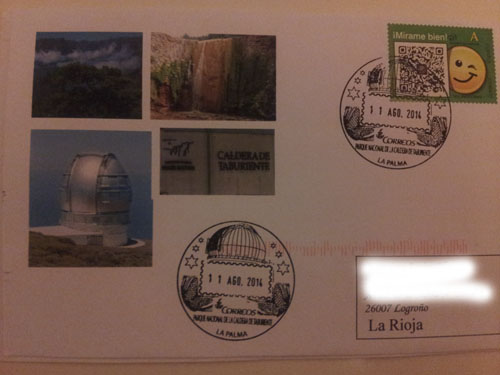 ¡Mírame bien!
A
11 AGO. 2014
CORREOS
PARQUE NACIONAL DE LA CALDERA DE TABURIENTE
LA PALMA
CALDERA DE
TABURIENTE
11 AGO. 2014
CORREOS
PARQUE NACIONAL DE LA CALDERA DE TABURIENTE
LA PALMA
26007 Logroño
La Rioja